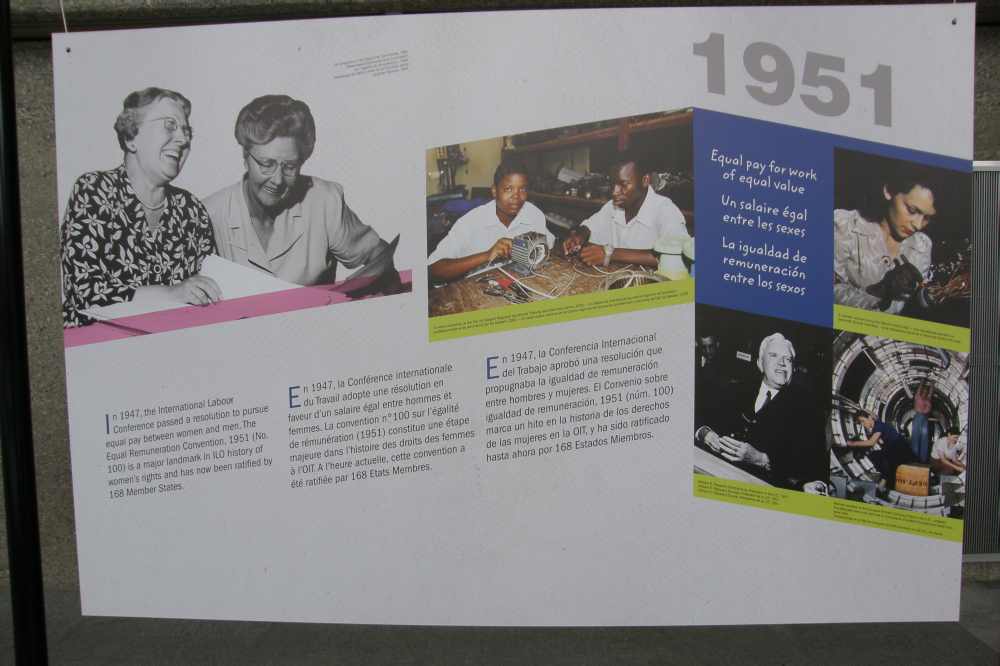 1951
Equal pay for work
of equal value
Un salaire égal
entre les sexes
La igualdad de
remuneración
entre los sexos
In 1947, the International Labour
Conference passed a resolution to pursue
equal pay between women and men. The
Equal Remuneration Convention, 1951 (No.
100) is a major landmark in ILO history of
women's rights and has now been ratified by
168 Member States.
En 1947, la Conférence internationale
du Travail adopte une résolution en
faveur d'un salaire égal entre hommes et
femmes. La convention n° 100 sur l'égalité
de rémunération (1951) constitue une étape
majeure dans l'histoire des droits des femmes
à l'OIT. A l'heure actuelle, cette convention a
été ratifiée par 168 Etats Membres.
En 1947, la Conferencia Internacional
del Trabajo aprobó una resolución que
propugnaba la igualdad de remuneración
entre hombres y mujeres. El Convenio sobre
igualdad de remuneración, 1951 (núm. 100)
marca un hito en la historia de los derechos
de las mujeres en la OIT, y ha sido ratificado
hasta ahora por 168 Estados Miembros.